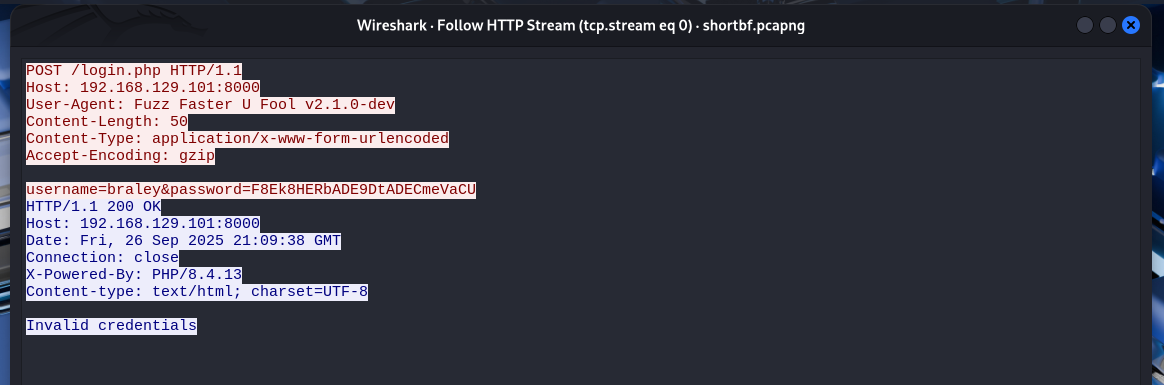 Wireshark · Follow HTTP Stream (tcp.stream eq 0) · shortbf.pcapng
POST /login.php HTTP/1.1
Host: 192.168.129.101:8000
User-Agent: Fuzz Faster U Fool v2.1.0-dev
Content-Length: 50
Content-Type: application/x-www-form-urlencoded
Accept-Encoding: gzip
username=braley&password=F8Ek8HERbADE9DtADECmeVaCU
HTTP/1.1 200 OK
Host: 192.168.129.101:8000
Date: Fri, 26 Sep 2025 21:09:38 GMT
Connection: close
X-Powered-By: PHP/8.4.13
Content-type: text/html; charset=UTF-8
Invalid credentials